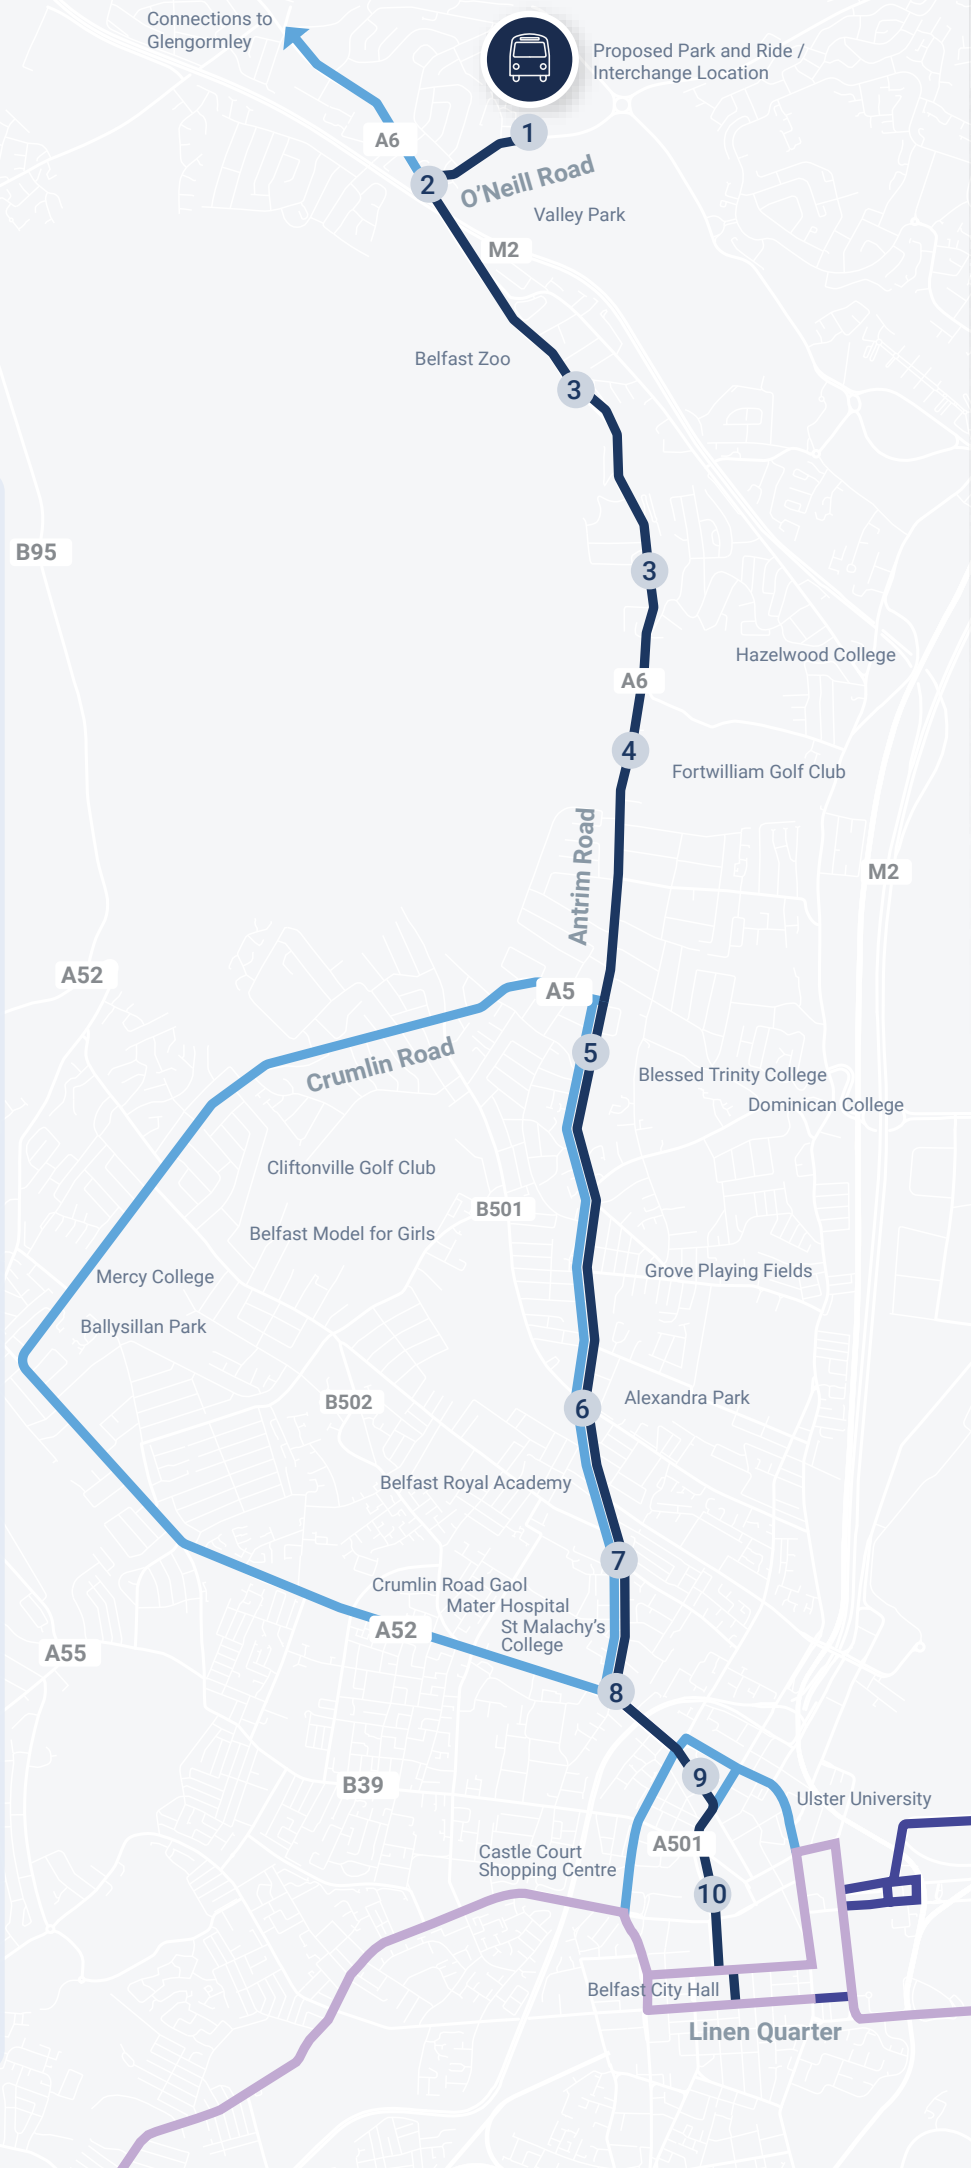 Connections to
Glengormley
Proposed Park and Ride /
Interchange Location
1
A6
2
O'Neill Road
Valley Park
M2
Belfast Zoo
3
B95
3
Hazelwood College
A6
4
Fortwilliam Golf Club
Antrim Road
M2
A52
A5
Crumlin Road
5
Blessed Trinity College
Dominican College
Cliftonville Golf Club
B501
Belfast Model for Girls
Mercy College
Grove Playing Fields
Ballysillan Park
B502
Alexandra Park
6
Belfast Royal Academy
7
Crumlin Road Gaol
Mater Hospital
St Malachy's
College
A52
A55
8
9
B39
Ulster University
A501
Castle Court
Shopping Centre
10
Belfast City Hall
Linen Quarter